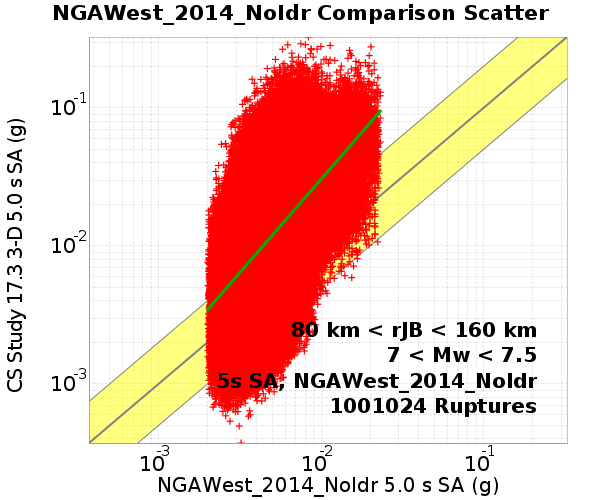 NGAWest_2014_NoIdr Comparison Scatter
CS Study 17.3 3-D 5.0 s SA (g)
10^-1
10^-2
10^-3
80 km < rJB < 160 km
7 < Mw < 7.5
5s SA, NGAWest_2014_NoIdr
1001024 Ruptures
10^-3 10^-2 10^-1
NGAWest_2014_NoIdr 5.0 s SA (g)